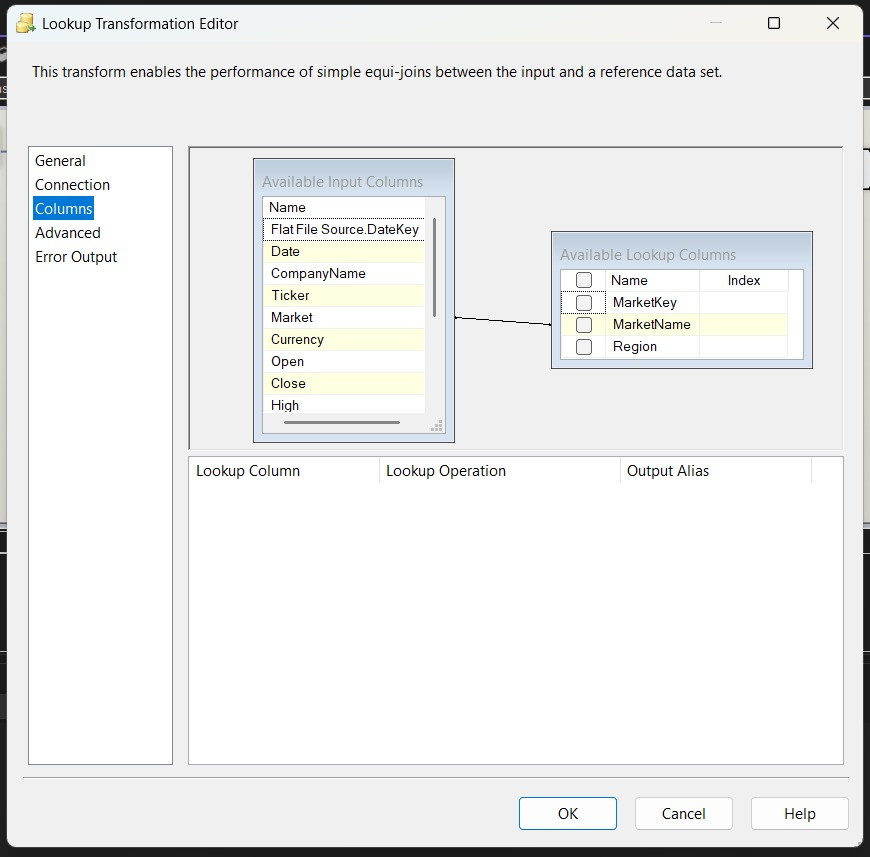 Lookup Transformation Editor
This transform enables the performance of simple equi-joins between the input and a reference data set.
General
Connection
Columns
Advanced
Error Output
Available Input Columns
Name
Flat File Source.DateKey
Date
CompanyName
Ticker
Market
Currency
Open
Close
High
Available Lookup Columns
Name Index
MarketKey
MarketName
Region
Lookup Column Lookup Operation Output Alias
OK Cancel Help